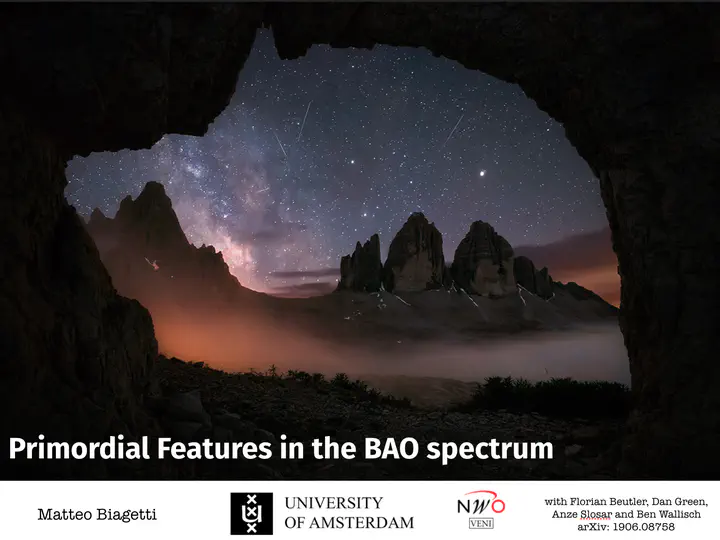 Primordial Features in the BAO spectrum
Matteo Biagetti
UNIVERSITY
OF AMSTERDAM
NWO
VENI
with Florian Beutler, Dan Green,
Anze Slosar and Ben Wallisch
arXiv: 1906.08758